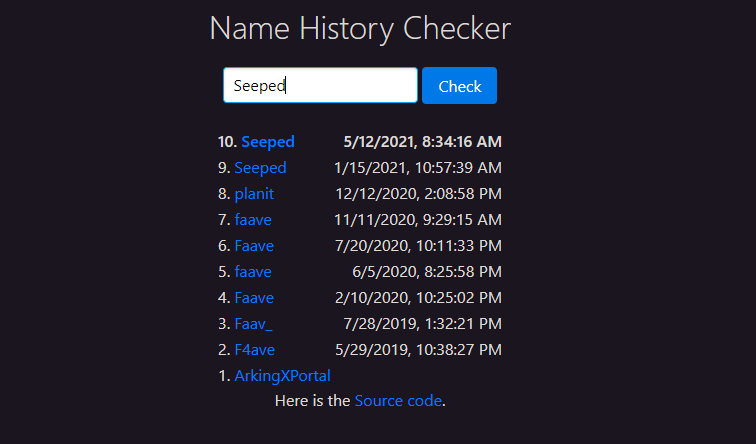 Name History Checker
Seeped
Check
10. Seeped 5/12/2021, 8:34:16 AM
9. Seeped 1/15/2021, 10:57:39 AM
8. planit 12/12/2020, 2:08:58 PM
7. faave 11/11/2020, 9:29:15 AM
6. Faave 7/20/2020, 10:11:33 PM
5. faave 6/5/2020, 8:25:58 PM
4. Faave 2/10/2020, 10:25:02 PM
3. Faav_ 7/28/2019, 1:32:21 PM
2. F4ave 5/29/2019, 10:38:27 PM
1. ArkingXPortal
Here is the Source code.